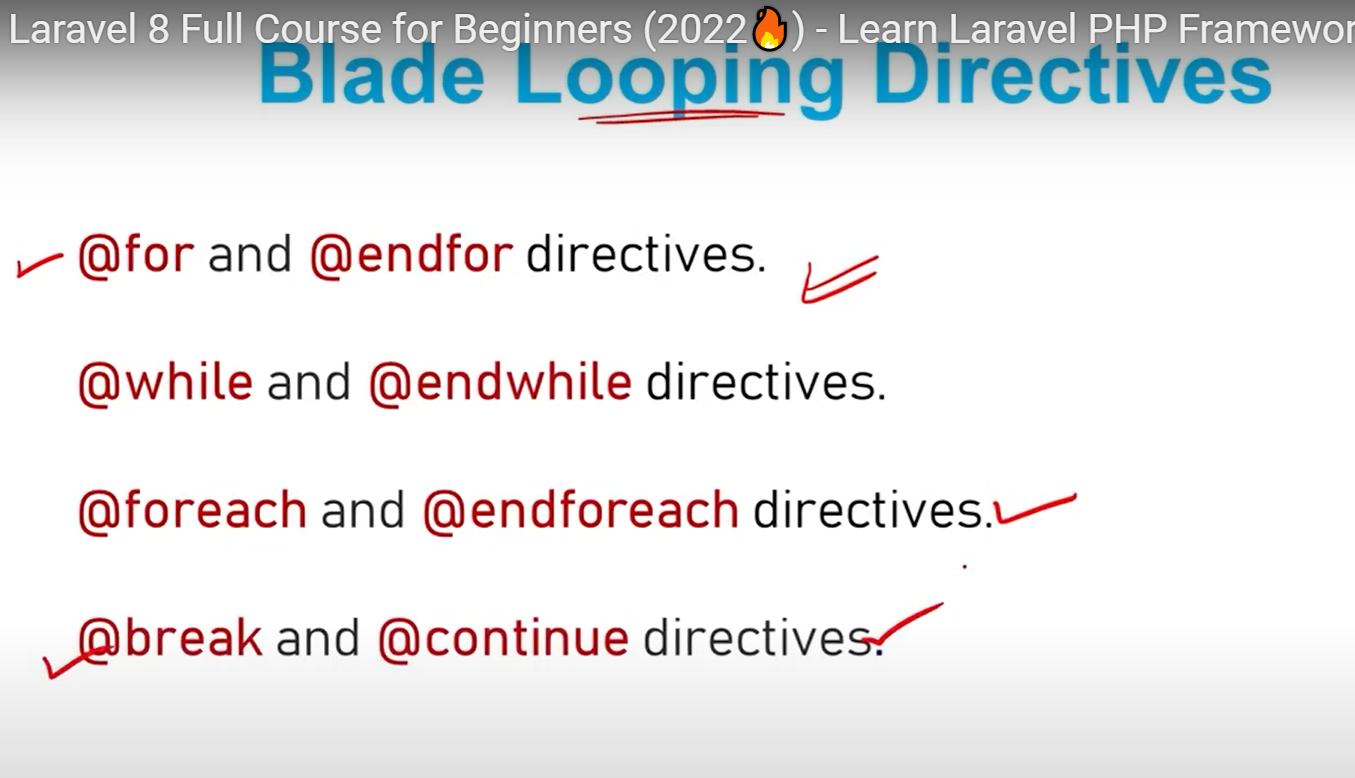 Laravel 8 Full Course for Beginners (2022🔥) - Learn Laravel PHP Framewor
Blade Looping Directives
@for and @endfor directives.
@while and @endwhile directives.
@foreach and @endforeach directives.
@break and @continue directives.